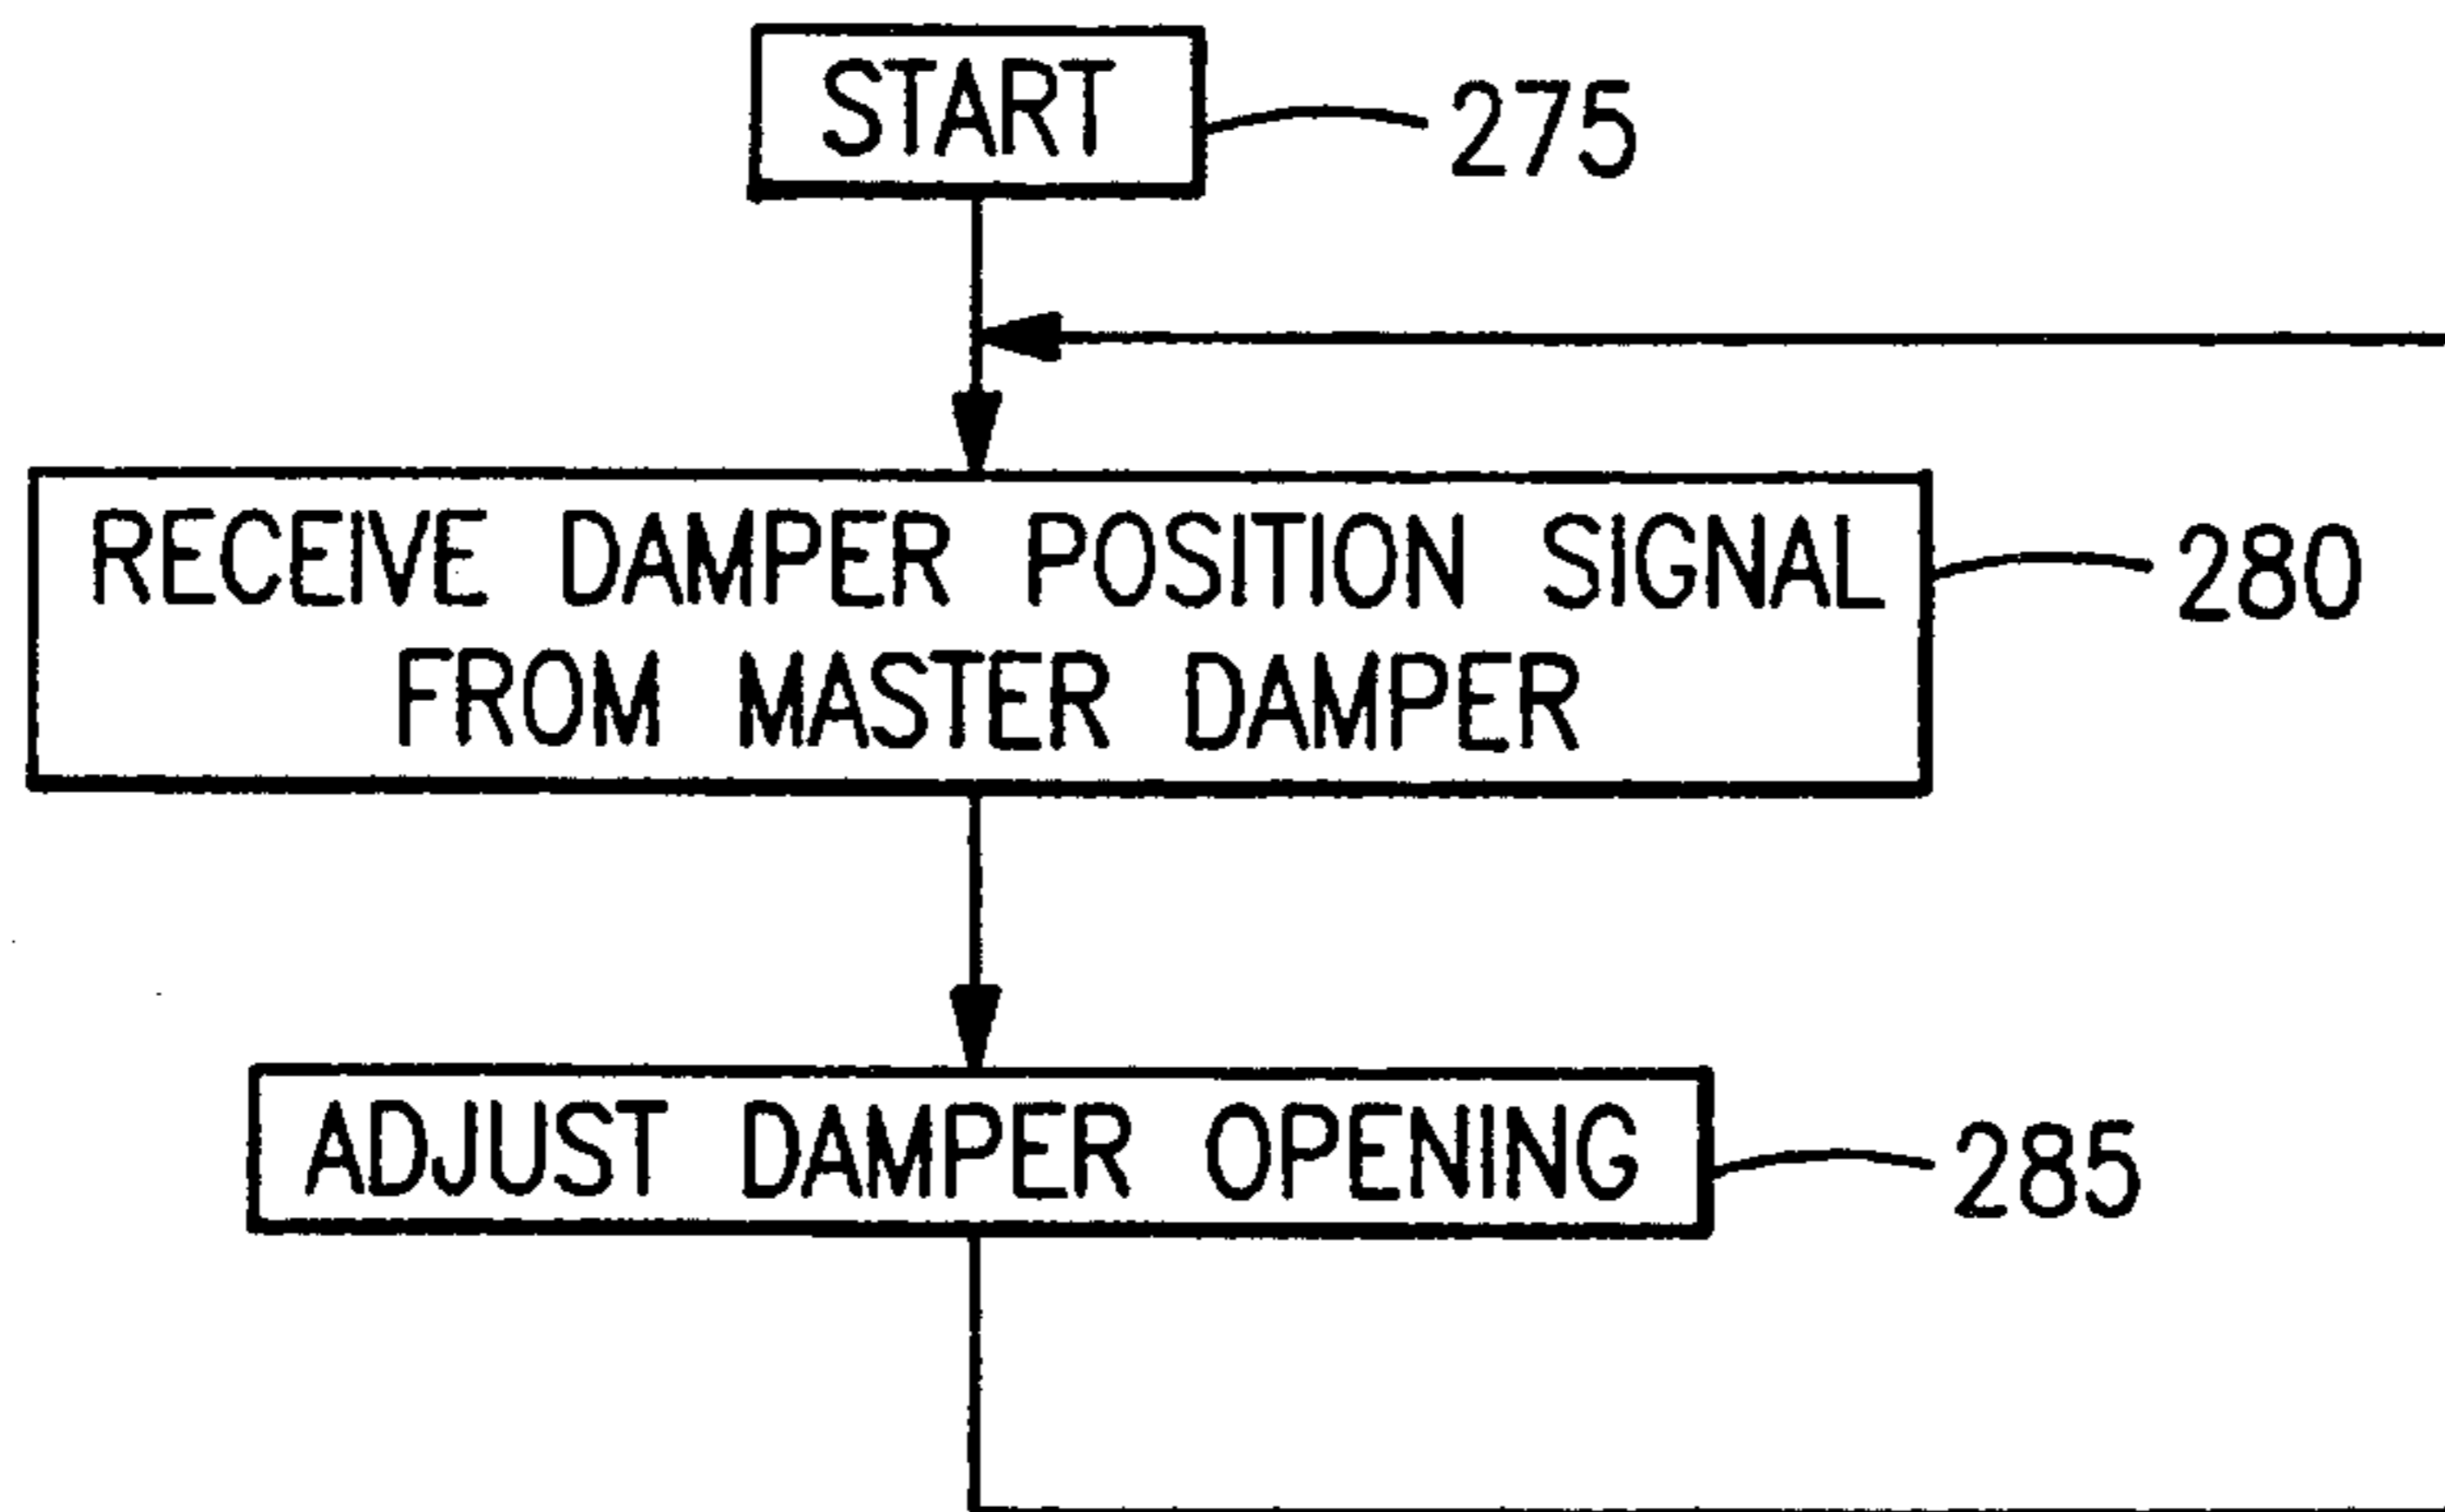 START
275
RECEIVE DAMPER POSITION SIGNAL
FROM MASTER DAMPER
280
ADJUST DAMPER OPENING
285